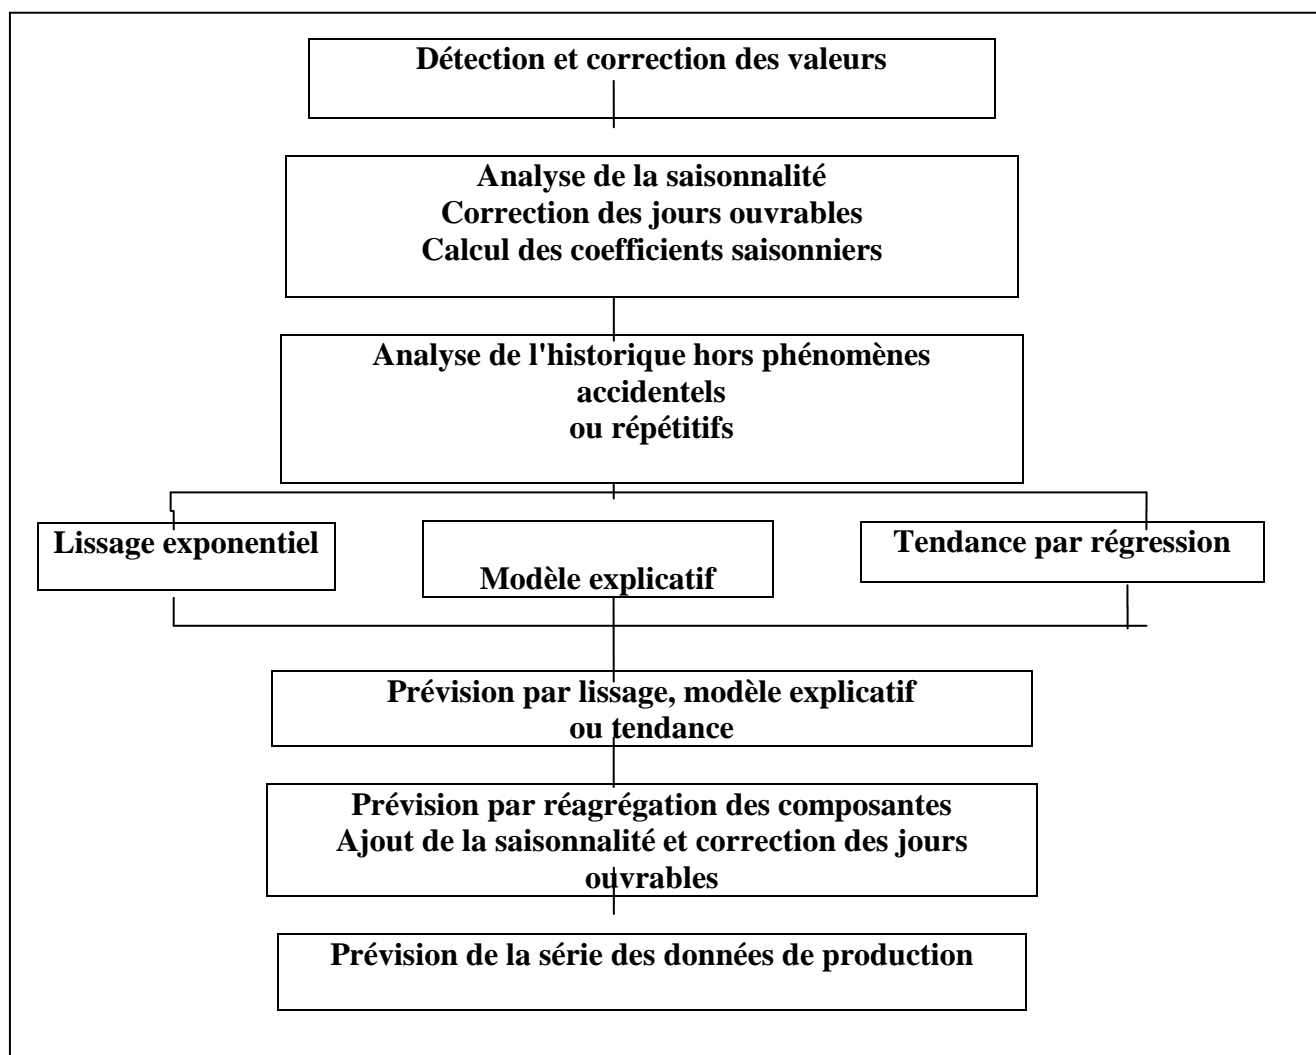 Détection et correction des valeurs
Analyse de la saisonnalité
Correction des jours ouvrables
Calcul des coefficients saisonniers
Analyse de l'historique hors phénomènes
accidentels
ou répétitifs
Lissage exponentiel
Modèle explicatif
Tendance par régression
Prévision par lissage, modèle explicatif
ou tendance
Prévision par réagrégation des composantes
Ajout de la saisonnalité et correction des jours
ouvrables
Prévision de la série des données de production